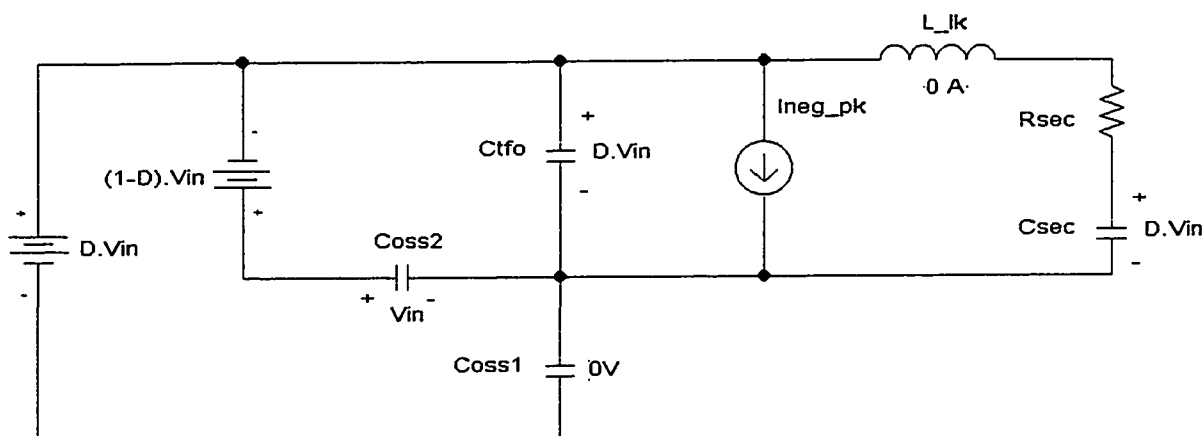 L_lk
0 A
Ineg_pk
Rsec
+
Ctfo
D.Vin
-
-
(1-D).Vin
+
+
D.Vin
-
Coss2
+
-
Vin
+
Csec
D.Vin
-
Coss1
0V